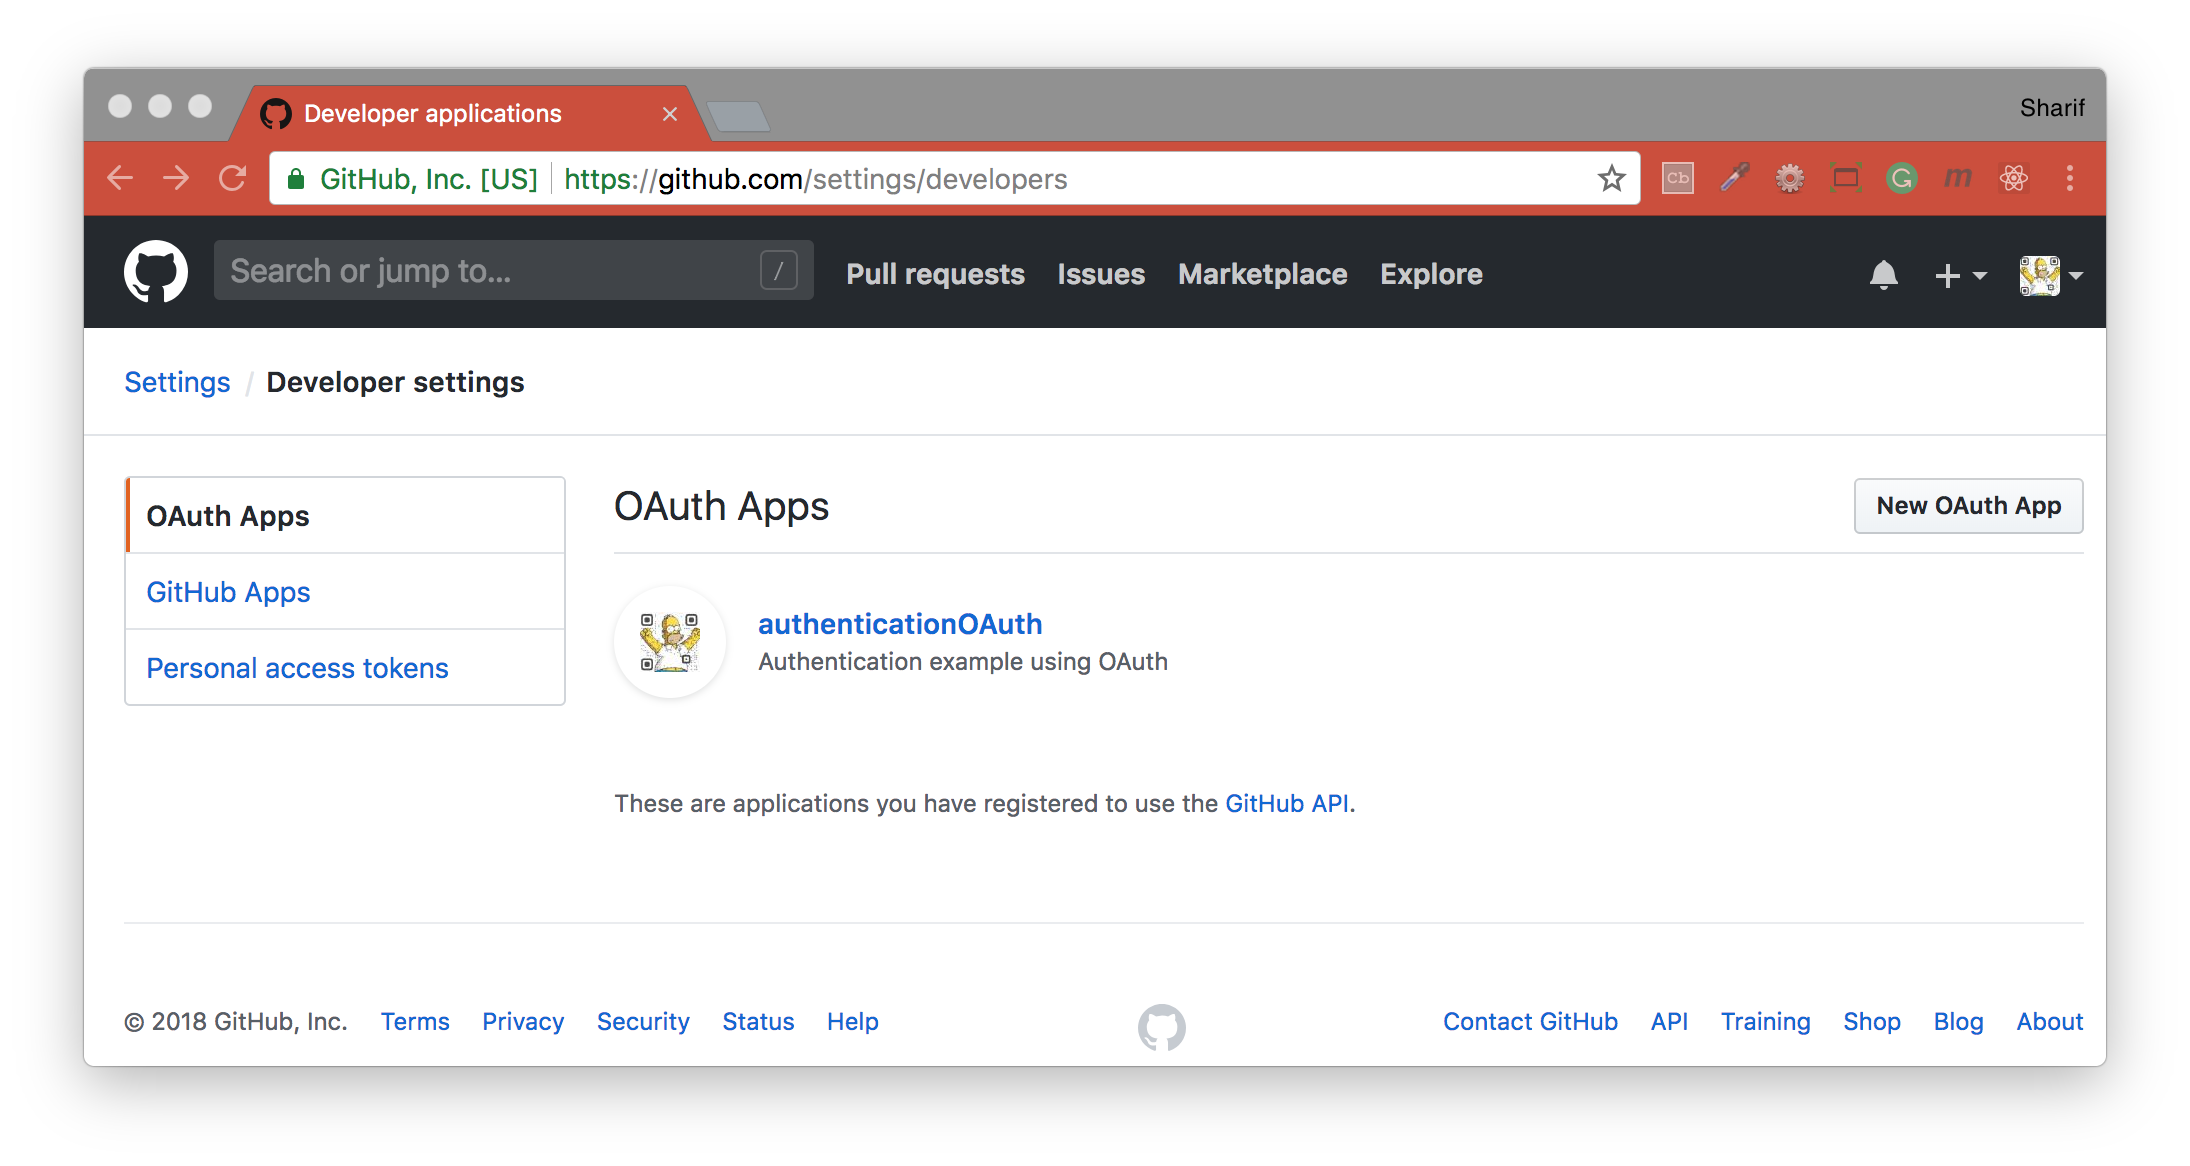 Developer applications
Sharif
GitHub, Inc. [US] https://github.com/settings/developers
Cb
G
m
Search or jump to... /
Pull requests Issues Marketplace Explore
Settings / Developer settings
OAuth Apps
GitHub Apps
Personal access tokens
OAuth Apps
New OAuth App
authenticationOAuth
Authentication example using OAuth
These are applications you have registered to use the GitHub API.
© 2018 GitHub, Inc. Terms Privacy Security Status Help
Contact GitHub API Training Shop Blog About